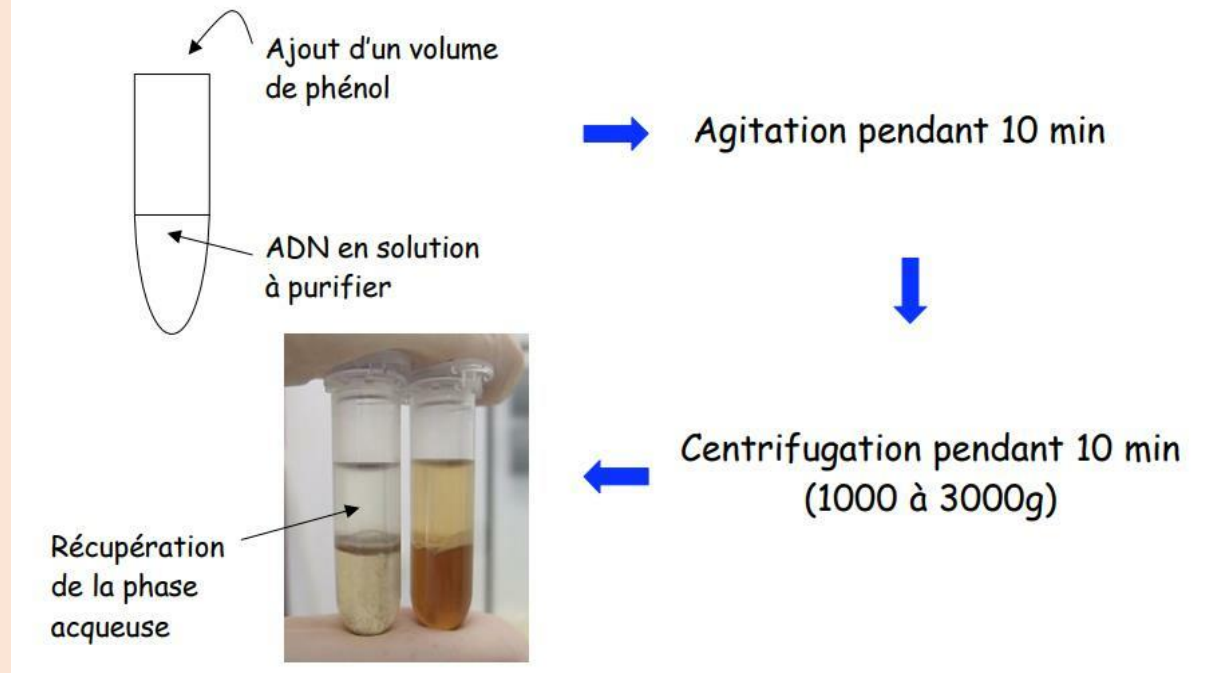 Ajout d'un volume
de phénol
Agitation pendant 10 min
ADN en solution
à purifier
Centrifugation pendant 10 min
(1000 à 3000g)
Récupération
de la phase
acqueuse